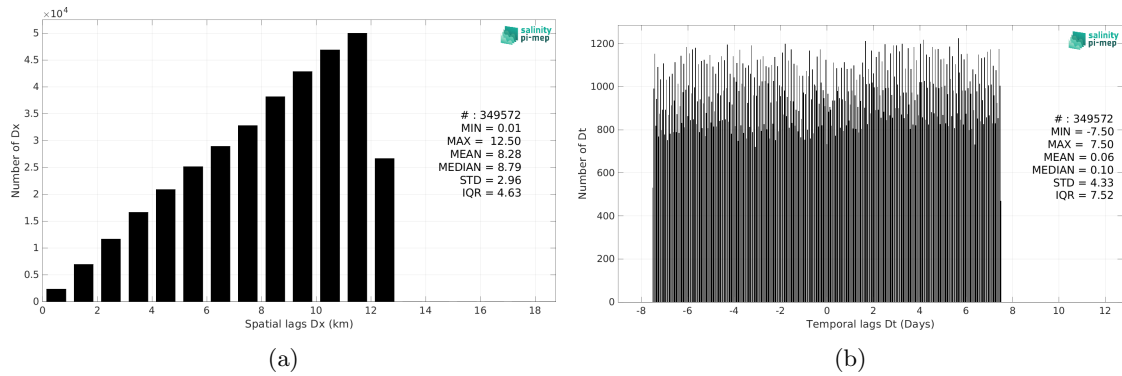 ×10⁴
5
4.5
4
3.5
3
2.5
2
1.5
1
0.5
0
Number of Dx
0 2 4 6 8 10 12 14 16 18
Spatial lags Dx (km)
salinity
pi-mep
# : 349572
MIN = 0.01
MAX = 12.50
MEAN = 8.28
MEDIAN = 8.79
STD = 2.96
IQR = 4.63
(a)
1200
1000
800
600
400
200
0
Number of Dt
-8 -6 -4 -2 0 2 4 6 8 10 12
Temporal lags Dt (Days)
salinity
pi-mep
# : 349572
MIN = -7.50
MAX = 7.50
MEAN = 0.06
MEDIAN = 0.10
STD = 4.33
IQR = 7.52
(b)